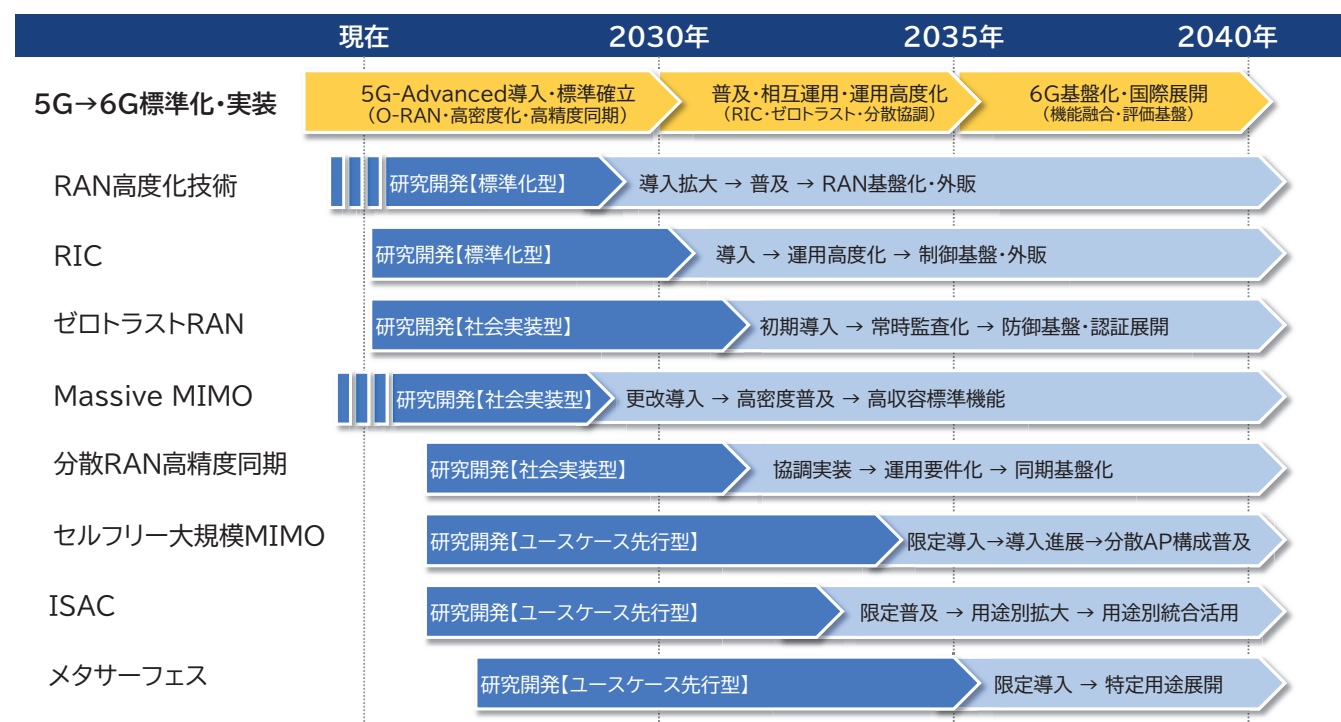 現在 2030年 2035年 2040年
5G→6G標準化・実装
5G-Advanced導入・標準確立
（O-RAN・高密度化・高精度同期）
普及・相互運用・運用高度化
（RIC・ゼロトラスト・分散協調）
6G基盤化・国際展開
（機能融合・評価基盤）
RAN高度化技術 研究開発【標準化型】 導入拡大 → 普及 → RAN基盤化・外販
RIC 研究開発【標準化型】 導入 → 運用高度化 → 制御基盤・外販
ゼロトラストRAN 研究開発【社会実装型】 初期導入 → 常時監査化 → 防御基盤・認証展開
Massive MIMO 研究開発【社会実装型】 更改導入 → 高密度普及 → 高収容標準機能
分散RAN高精度同期 研究開発【社会実装型】 協調実装 → 運用要件化 → 同期基盤化
セルフリー大規模MIMO 研究開発【ユースケース先行型】 限定導入→導入進展→分散AP構成普及
ISAC 研究開発【ユースケース先行型】 限定普及 → 用途別拡大 → 用途別統合活用
メタサーフェス 研究開発【ユースケース先行型】 限定導入 → 特定用途展開